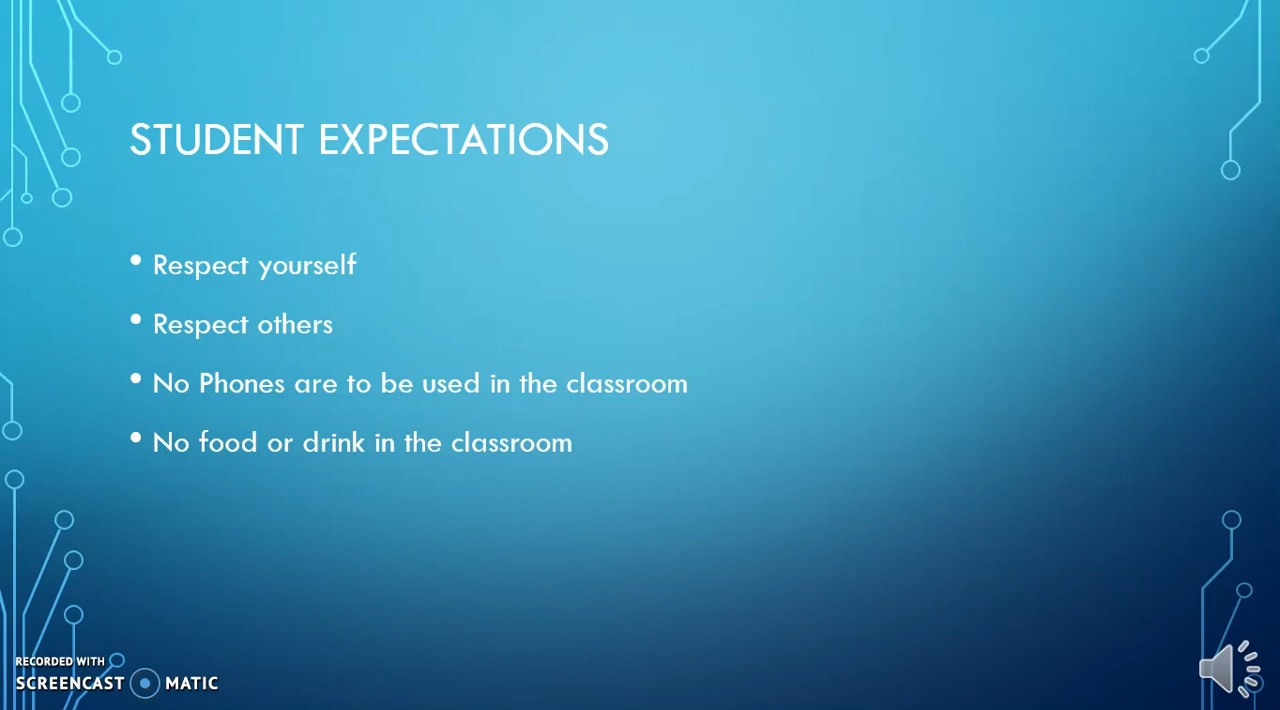 STUDENT EXPECTATIONS
• Respect yourself
• Respect others
• No Phones are to be used in the classroom
• No food or drink in the classroom
RECORDED WITH
SCREENCAST MATIC